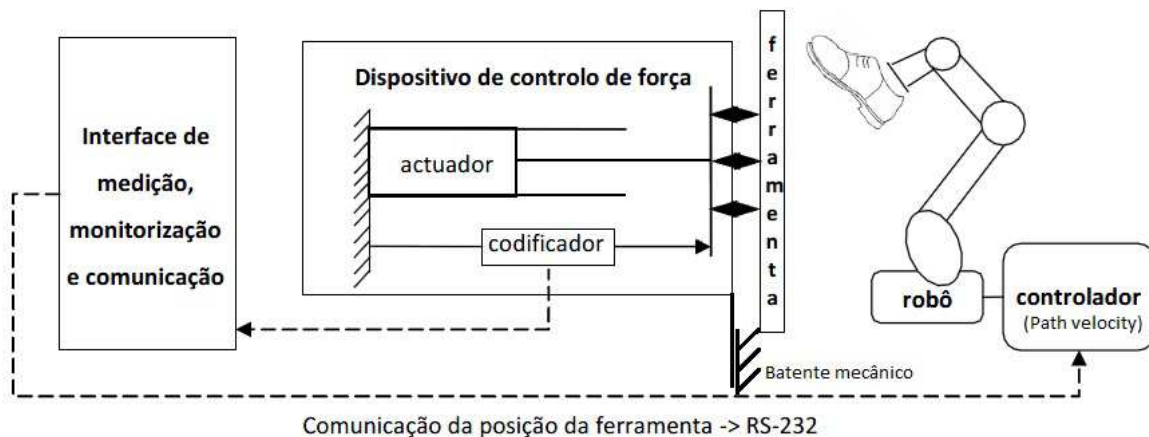 Interface de
medição,
monitorização
e comunicação
Dispositivo de controlo de força
actuador
codificador
ferramenta
robô
controlador
(Path velocity)
Batente mecânico
Comunicação da posição da ferramenta -> RS-232